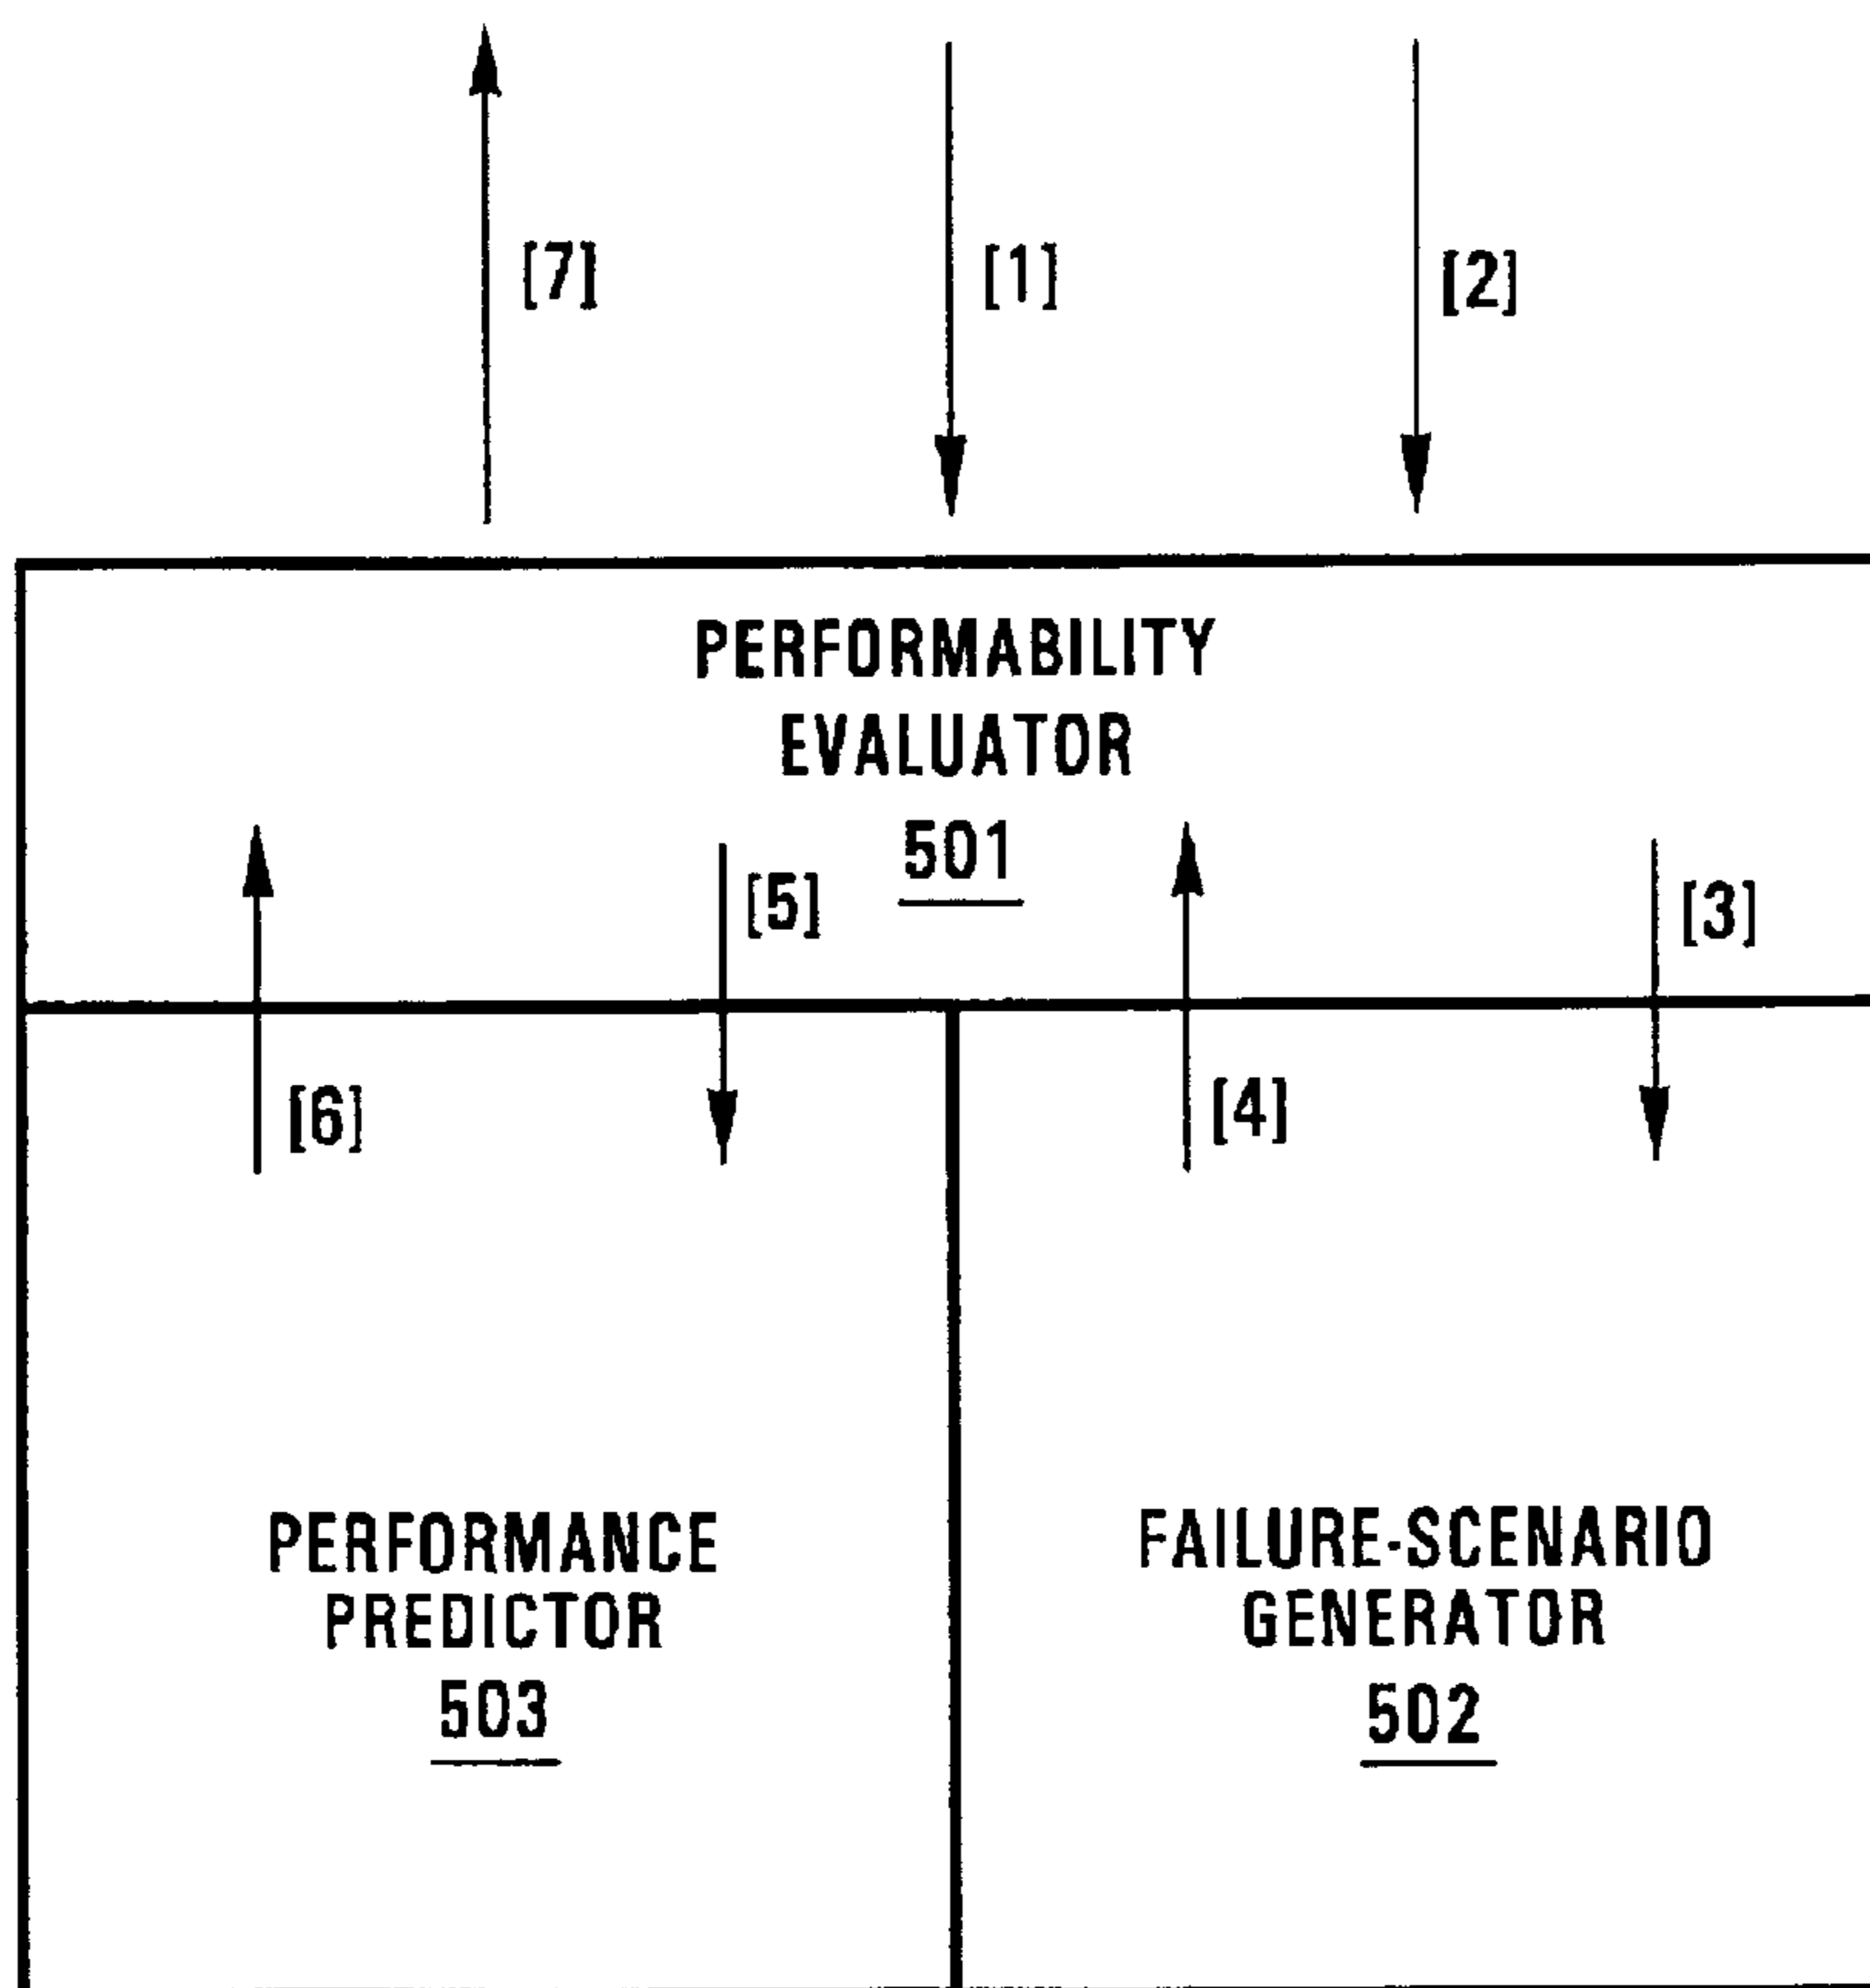 [7]
[1]
[2]
PERFORMABILITY
EVALUATOR
501
[5]
[3]
[6]
[4]
PERFORMANCE
PREDICTOR
503
FAILURE-SCENARIO
GENERATOR
502